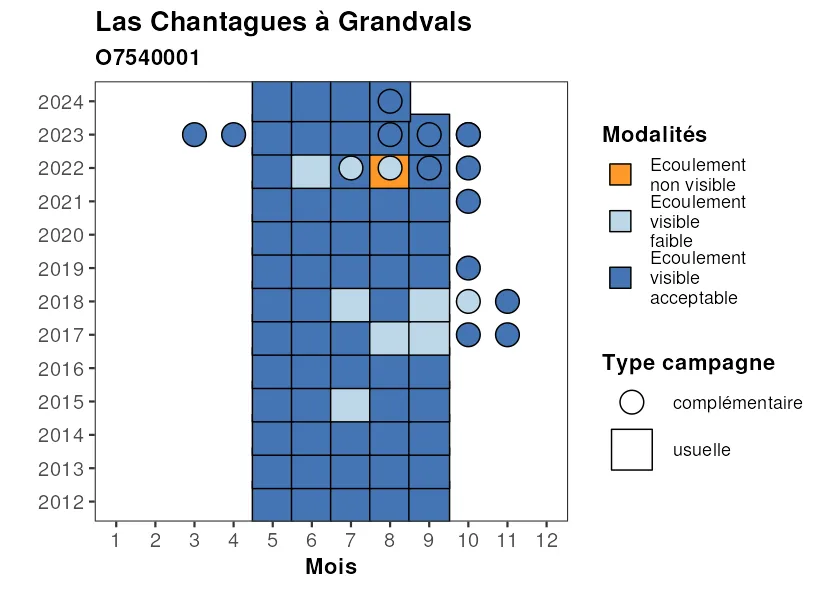 Las Chantagues à Grandvals
O7540001
2024
2023
2022
2021
2020
2019
2018
2017
2016
2015
2014
2013
2012
1 2 3 4 5 6 7 8 9 10 11 12
Mois
Modalités
Ecoulement
non visible
Ecoulement
visible
faible
Ecoulement
visible
acceptable
Type campagne
complémentaire
usuelle